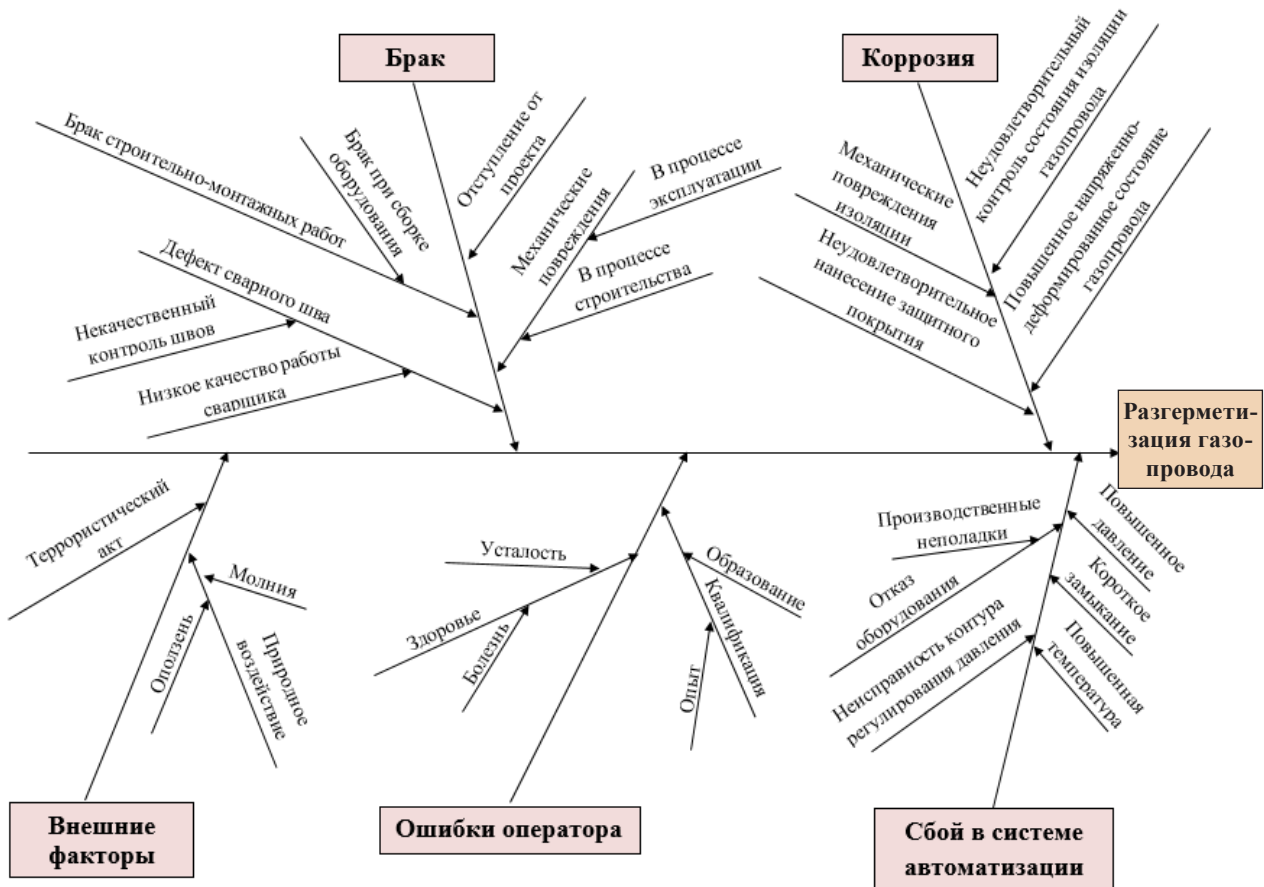 Брак
Брак строительно-монтажных работ
Брак при сборке
оборудования
Отступление от
проекта
Механические
повреждения
В процессе
эксплуатации
В процессе
строительства
Дефект сварного шва
Некачественный
контроль швов
Низкое качество работы
сварщика
Коррозия
Неудовлетворительный
контроль состояния изоляции
газопровода
Механические
повреждения
изоляции
Повышенное напряженно-
деформированное состояние
газопровода
Неудовлетворительное
нанесение защитного
покрытия
Разгермети-
зация газо-
провода
Террористический
акт
Молния
Оползень
Природное
воздействие
Внешние
факторы
Усталость
Здоровье
Болезнь
Образование
Квалификация
Опыт
Ошибки оператора
Производственные
неполадки
Отказ
оборудования
Неисправность контура
регулирования давления
Повышенное
давление
Короткое
замыкание
Повышенная
температура
Сбой в системе
автоматизации